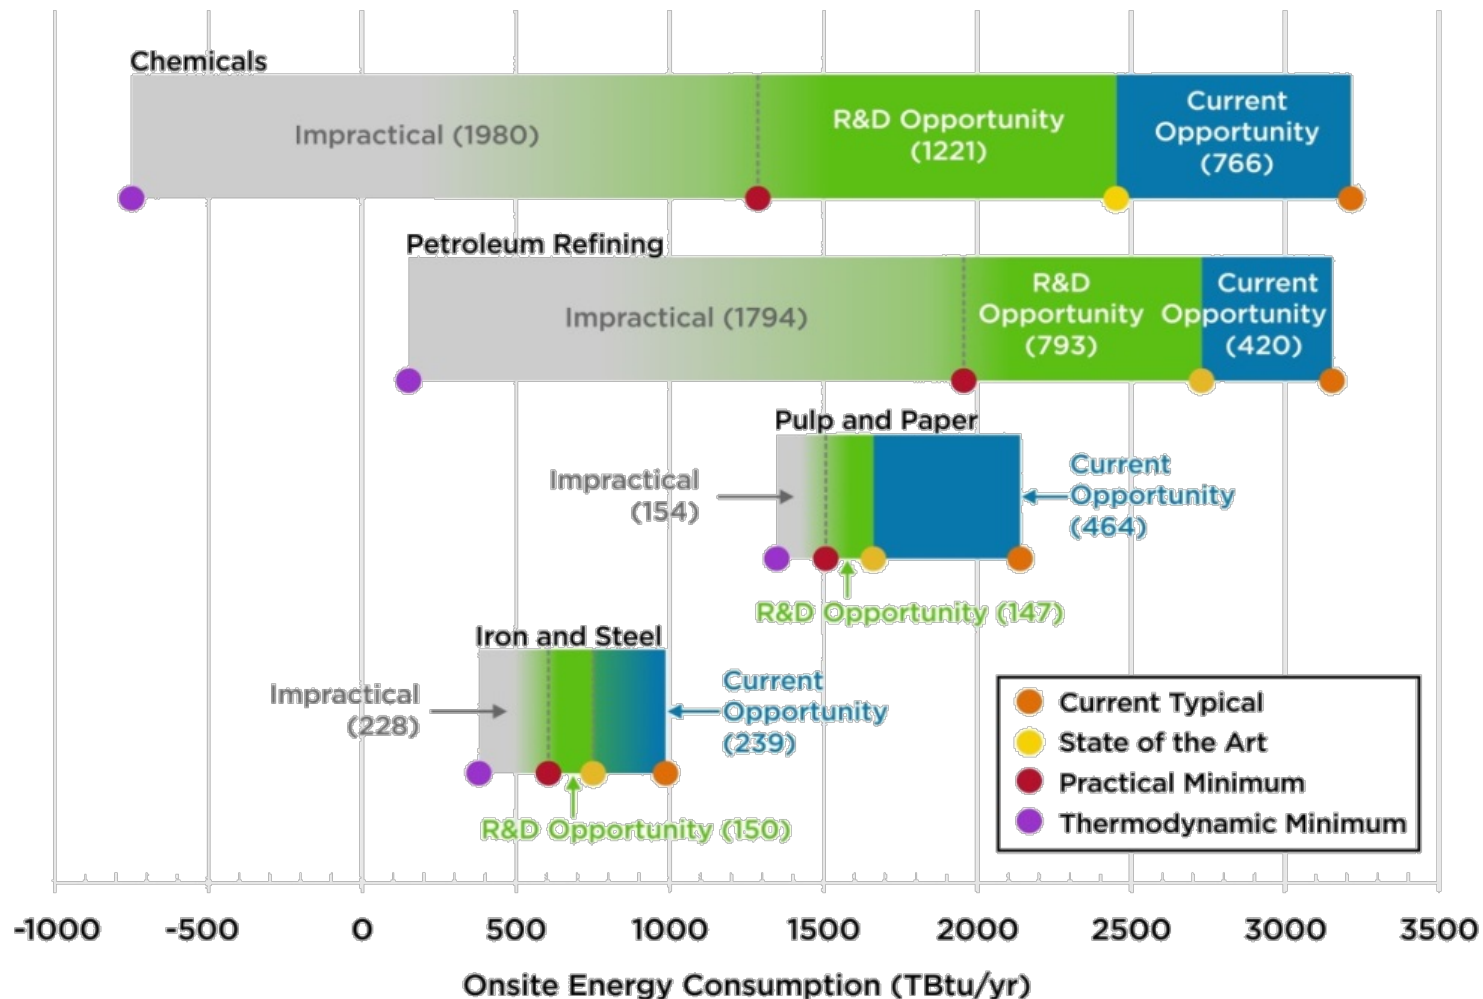 Chemicals
Impractical (1980)
R&D Opportunity
(1221)
Current
Opportunity
(766)
Petroleum Refining
Impractical (1794)
R&D
Opportunity
(793)
Current
Opportunity
(420)
Pulp and Paper
Impractical
(154)
Current
Opportunity
(464)
R&D Opportunity (147)
Iron and Steel
Impractical
(228)
Current
Opportunity
(239)
R&D Opportunity (150)
Current Typical
State of the Art
Practical Minimum
Thermodynamic Minimum
-1000 -500 0 500 1000 1500 2000 2500 3000 3500
Onsite Energy Consumption (TBtu/yr)